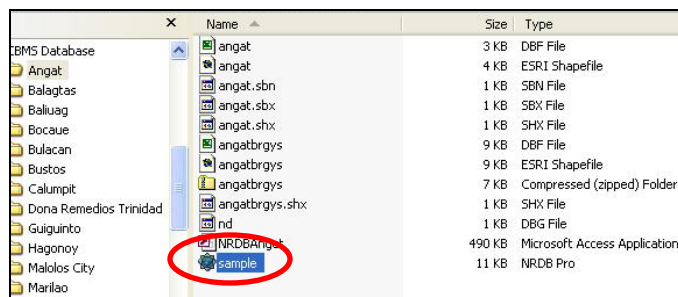 Name Size Type
CBMS Database
Angat
Balagtas
Baliuag
Bocaue
Bulacan
Bustos
Calumpit
Dona Remedios Trinidad
Guiguinto
Hagonoy
Malolos City
Marilao
angat 3 KB DBF File
angat 4 KB ESRI Shapefile
angat.sbn 1 KB SBN File
angat.sbx 1 KB SBX File
angat.shx 1 KB SHX File
angatbrgys 9 KB DBF File
angatbrgys 9 KB ESRI Shapefile
angatbrgys 7 KB Compressed (zipped) Folder
angatbrgys.shx 1 KB SHX File
nd 1 KB DBG File
NRDBAngat 490 KB Microsoft Access Application
sample 11 KB NRDB Pro